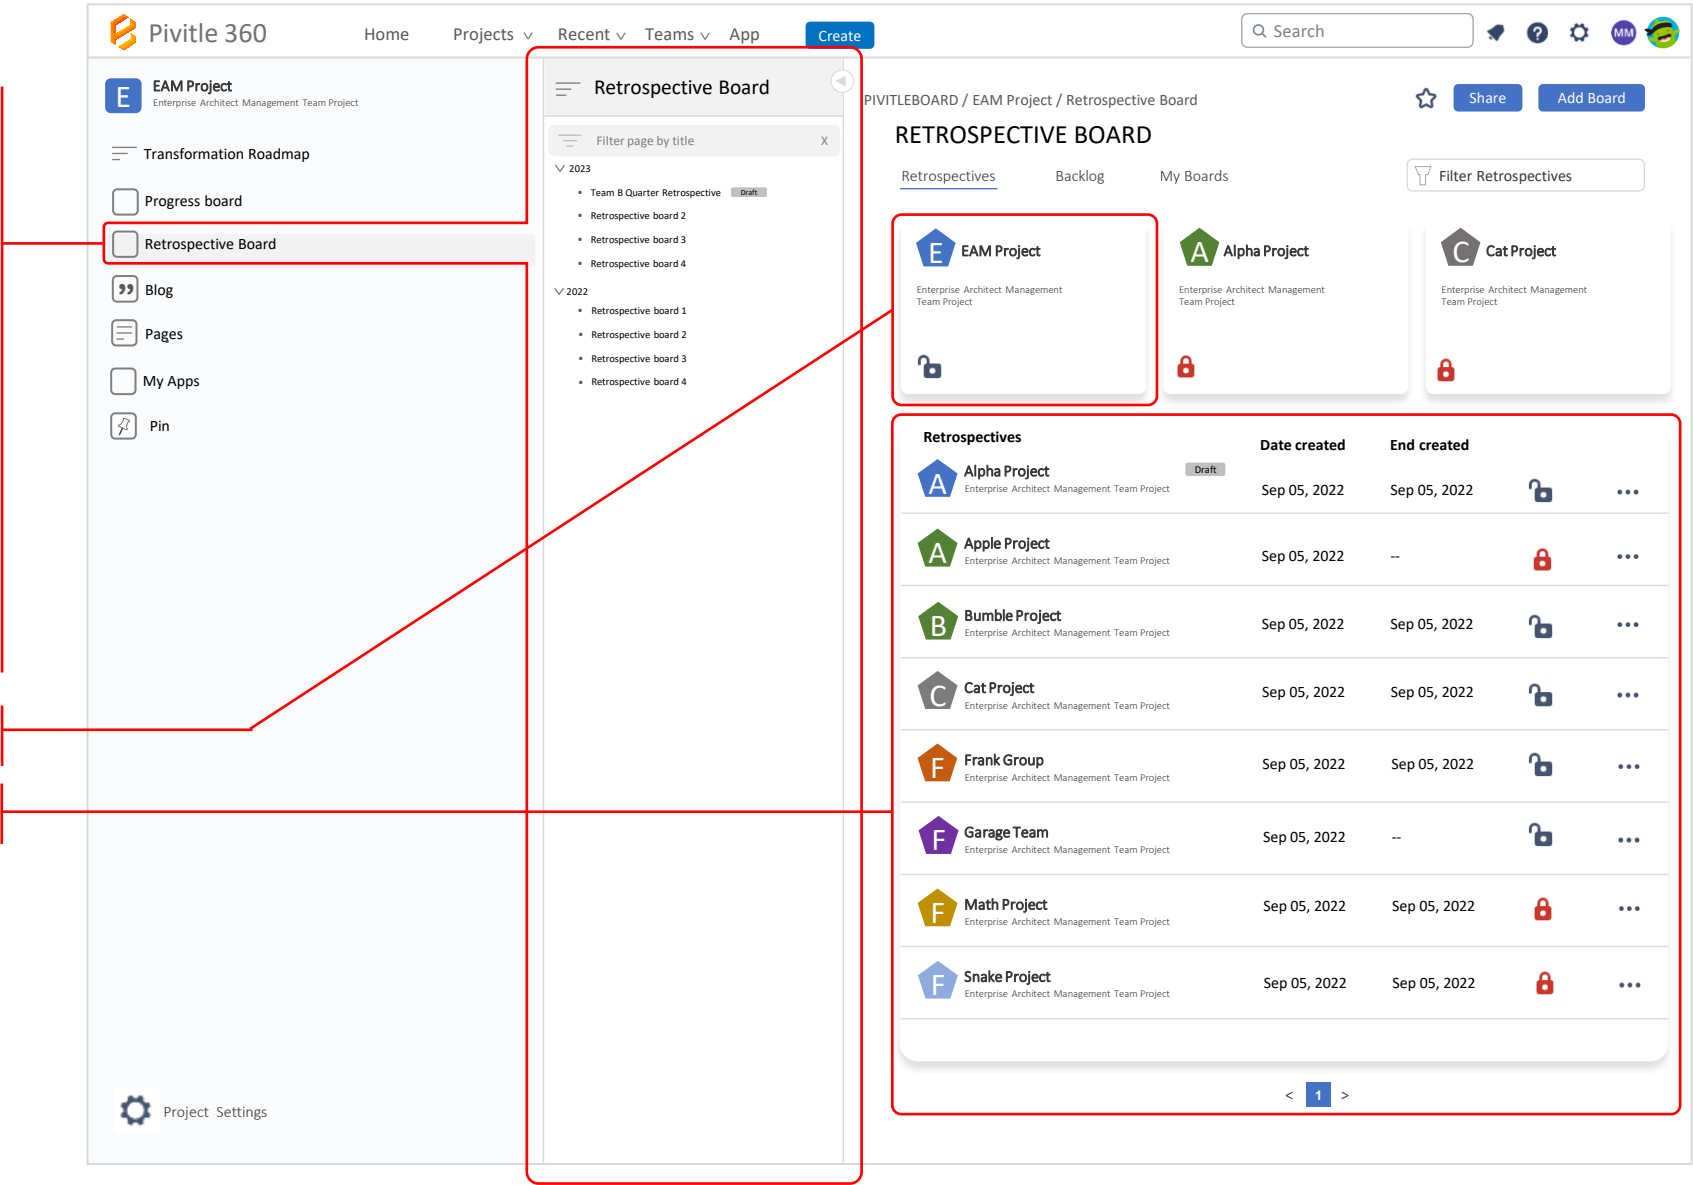 Pivitle 360
Home
Projects
Recent
Teams
App
Create
Search
MM
E
EAM Project
Enterprise Architect Management Team Project
Transformation Roadmap
Progress board
Retrospective Board
Blog
Pages
My Apps
Pin
Project Settings
Retrospective Board
Filter page by title X
2023
Team B Quarter Retrospective Draft
Retrospective board 2
Retrospective board 3
Retrospective board 4
2022
Retrospective board 1
Retrospective board 2
Retrospective board 3
Retrospective board 4
PIVITLEBOARD / EAM Project / Retrospective Board
Share
Add Board
RETROSPECTIVE BOARD
Retrospectives
Backlog
My Boards
Filter Retrospectives
E EAM Project
Enterprise Architect Management
Team Project
A Alpha Project
Enterprise Architect Management
Team Project
C Cat Project
Enterprise Architect Management
Team Project
Retrospectives
Date created
End created
A Alpha Project Draft
Enterprise Architect Management Team Project
Sep 05, 2022 Sep 05, 2022
A Apple Project
Enterprise Architect Management Team Project
Sep 05, 2022 --
B Bumble Project
Enterprise Architect Management Team Project
Sep 05, 2022 Sep 05, 2022
C Cat Project
Enterprise Architect Management Team Project
Sep 05, 2022 Sep 05, 2022
F Frank Group
Enterprise Architect Management Team Project
Sep 05, 2022 Sep 05, 2022
F Garage Team
Enterprise Architect Management Team Project
Sep 05, 2022 --
F Math Project
Enterprise Architect Management Team Project
Sep 05, 2022 Sep 05, 2022
F Snake Project
Enterprise Architect Management Team Project
Sep 05, 2022 Sep 05, 2022
< 1 >